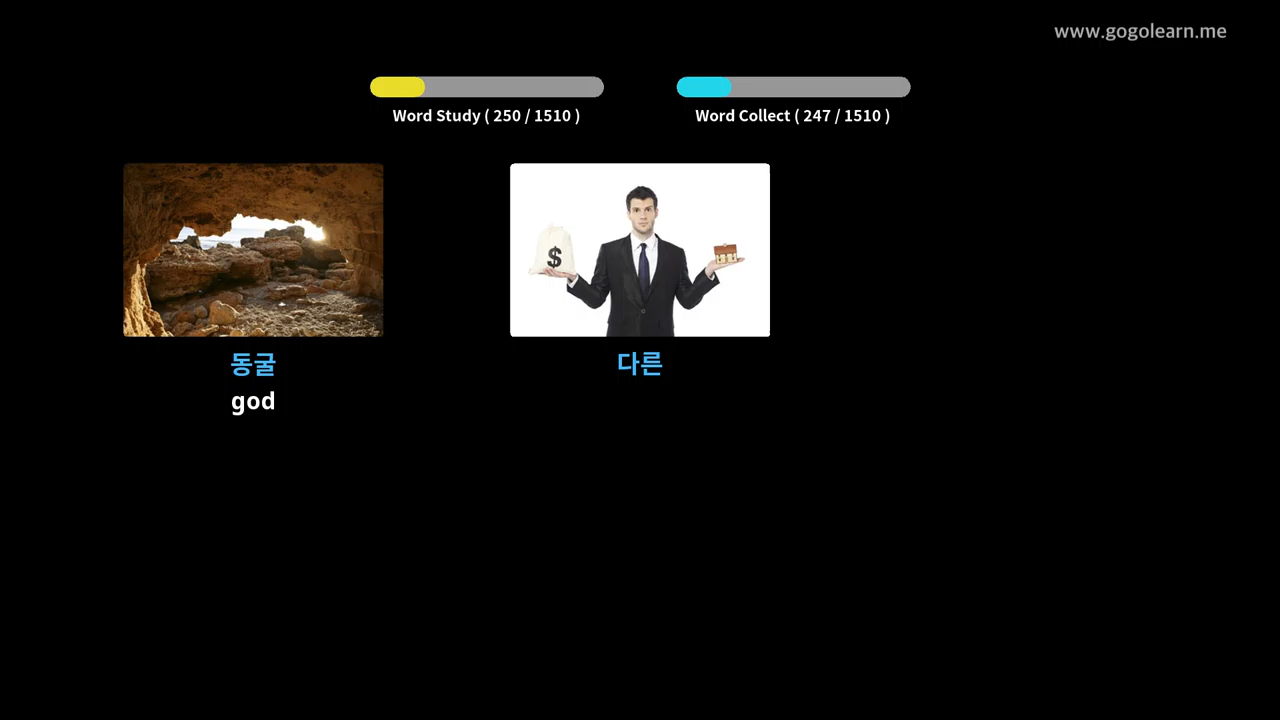 www.gogolearn.me
Word Study ( 250 / 1510 )
Word Collect ( 247 / 1510 )
$
동굴
god
다른